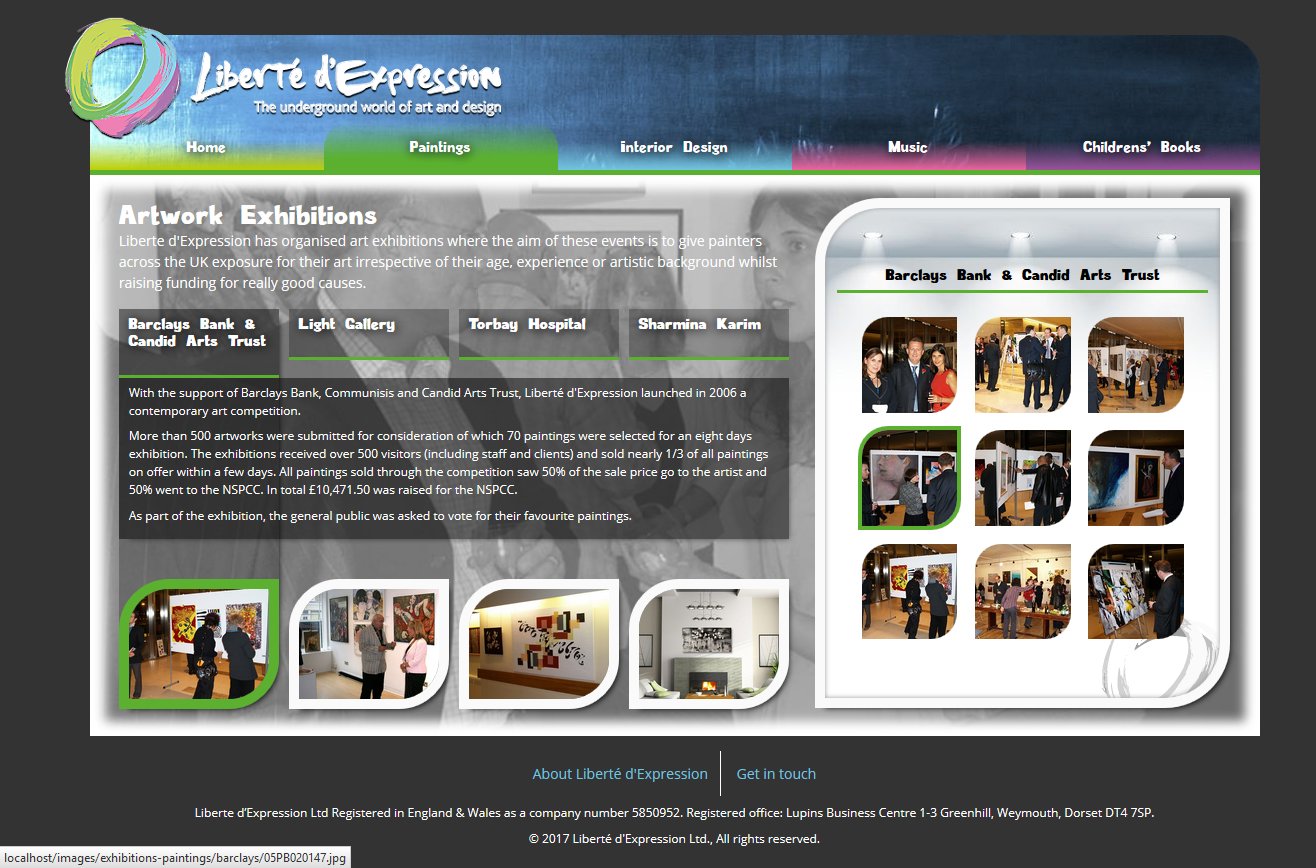 Liberté d'Expression
The underground world of art and design
Home
Paintings
Interior Design
Music
Childrens' Books
Artwork Exhibitions
Liberte d'Expression has organised art exhibitions where the aim of these events is to give painters
across the UK exposure for their art irrespective of their age, experience or artistic background whilst
raising funding for really good causes.
Barclays Bank &
Candid Arts Trust
Light Gallery
Torbay Hospital
Sharmina Karim
With the support of Barclays Bank, Communisis and Candid Arts Trust, Liberté d'Expression launched in 2006 a
contemporary art competition.
More than 500 artworks were submitted for consideration of which 70 paintings were selected for an eight days
exhibition. The exhibitions received over 500 visitors (including staff and clients) and sold nearly 1/3 of all paintings
on offer within a few days. All paintings sold through the competition saw 50% of the sale price go to the artist and
50% went to the NSPCC. In total £10,471.50 was raised for the NSPCC.
As part of the exhibition, the general public was asked to vote for their favourite paintings.
Barclays Bank & Candid Arts Trust
About Liberté d'Expression
Get in touch
Liberte d'Expression Ltd Registered in England & Wales as a company number 5850952. Registered office: Lupins Business Centre 1-3 Greenhill, Weymouth, Dorset DT4 7SP.
© 2017 Liberté d'Expression Ltd., All rights reserved.
localhost/images/exhibitions-paintings/barclays/05PB020147.jpg